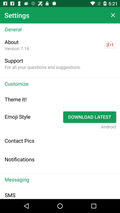 5:21
Settings
General
About
Version 7.16
Support
For all your questions and suggestions
Customize
Theme it!
Emoji Style
DOWNLOAD LATEST
Android
Contact Pics
Notifications
Messaging
SMS